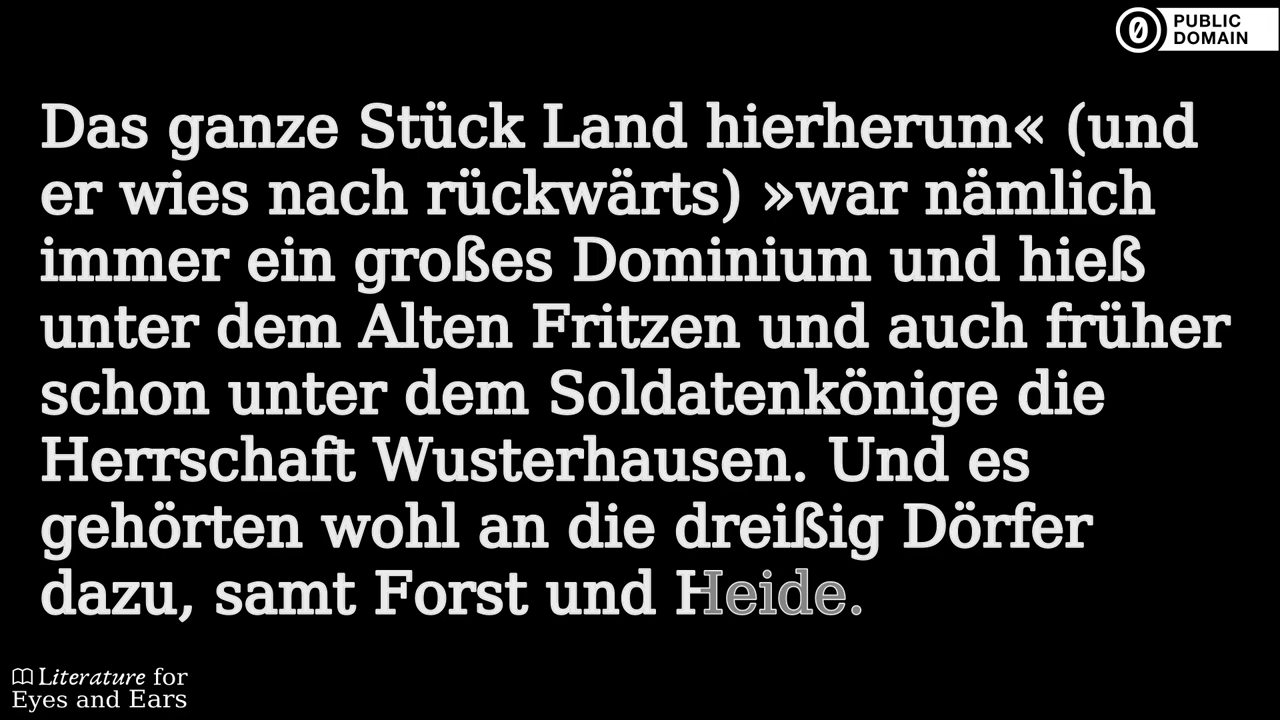 PUBLIC
DOMAIN
Das ganze Stück Land hierherum« (und
er wies nach rückwärts) »war nämlich
immer ein großes Dominium und hieß
unter dem Alten Fritzen und auch früher
schon unter dem Soldatenkönige die
Herrschaft Wusterhausen. Und es
gehörten wohl an die dreißig Dörfer
dazu, samt Forst und Heide.
Literature for
Eyes and Ears